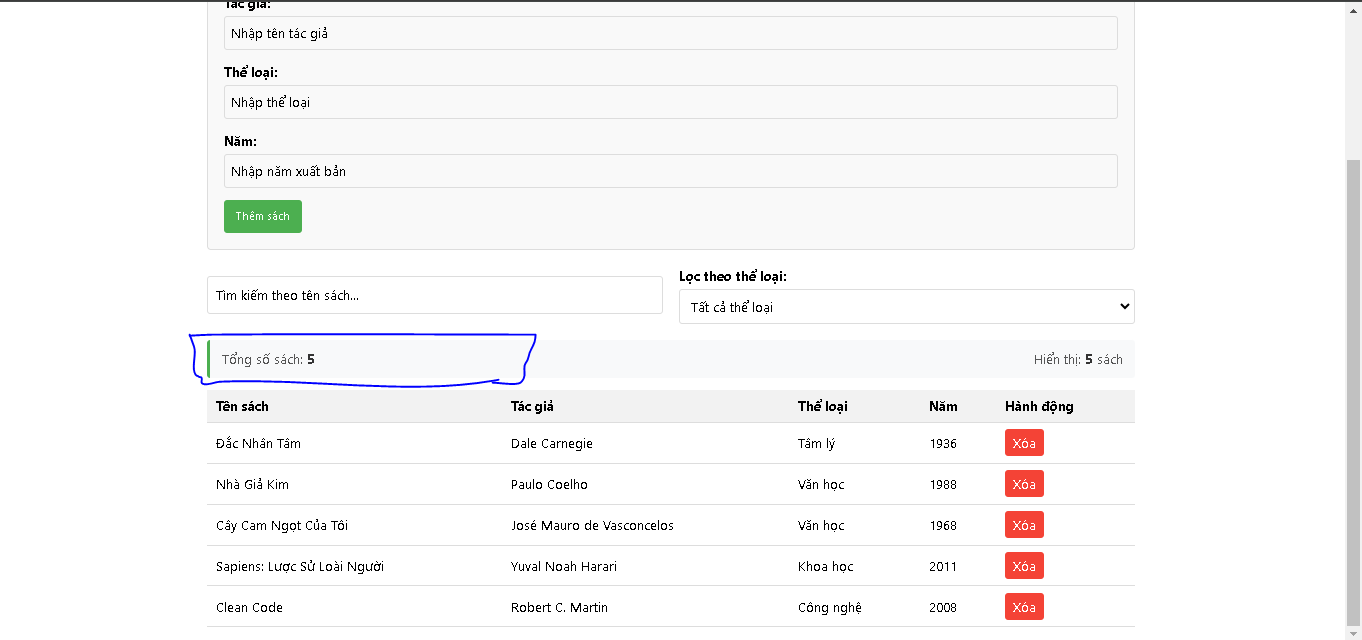 Tác giả:
Nhập tên tác giả
Thể loại:
Nhập thể loại
Năm:
Nhập năm xuất bản
Thêm sách
Lọc theo thể loại:
Tìm kiếm theo tên sách...
Tất cả thể loại
Tổng số sách: 5
Hiển thị: 5 sách
Tên sách Tác giả Thể loại Năm Hành động
Đắc Nhân Tâm Dale Carnegie Tâm lý 1936 Xóa
Nhà Giả Kim Paulo Coelho Văn học 1988 Xóa
Cây Cam Ngọt Của Tôi José Mauro de Vasconcelos Văn học 1968 Xóa
Sapiens: Lược Sử Loài Người Yuval Noah Harari Khoa học 2011 Xóa
Clean Code Robert C. Martin Công nghệ 2008 Xóa